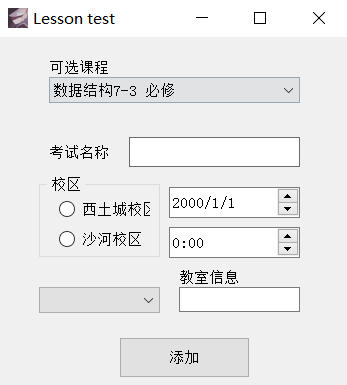 Lesson test
可选课程
数据结构7-3 必修
考试名称
校区
西土城校区
2000/1/1
沙河校区
0:00
教室信息
添加